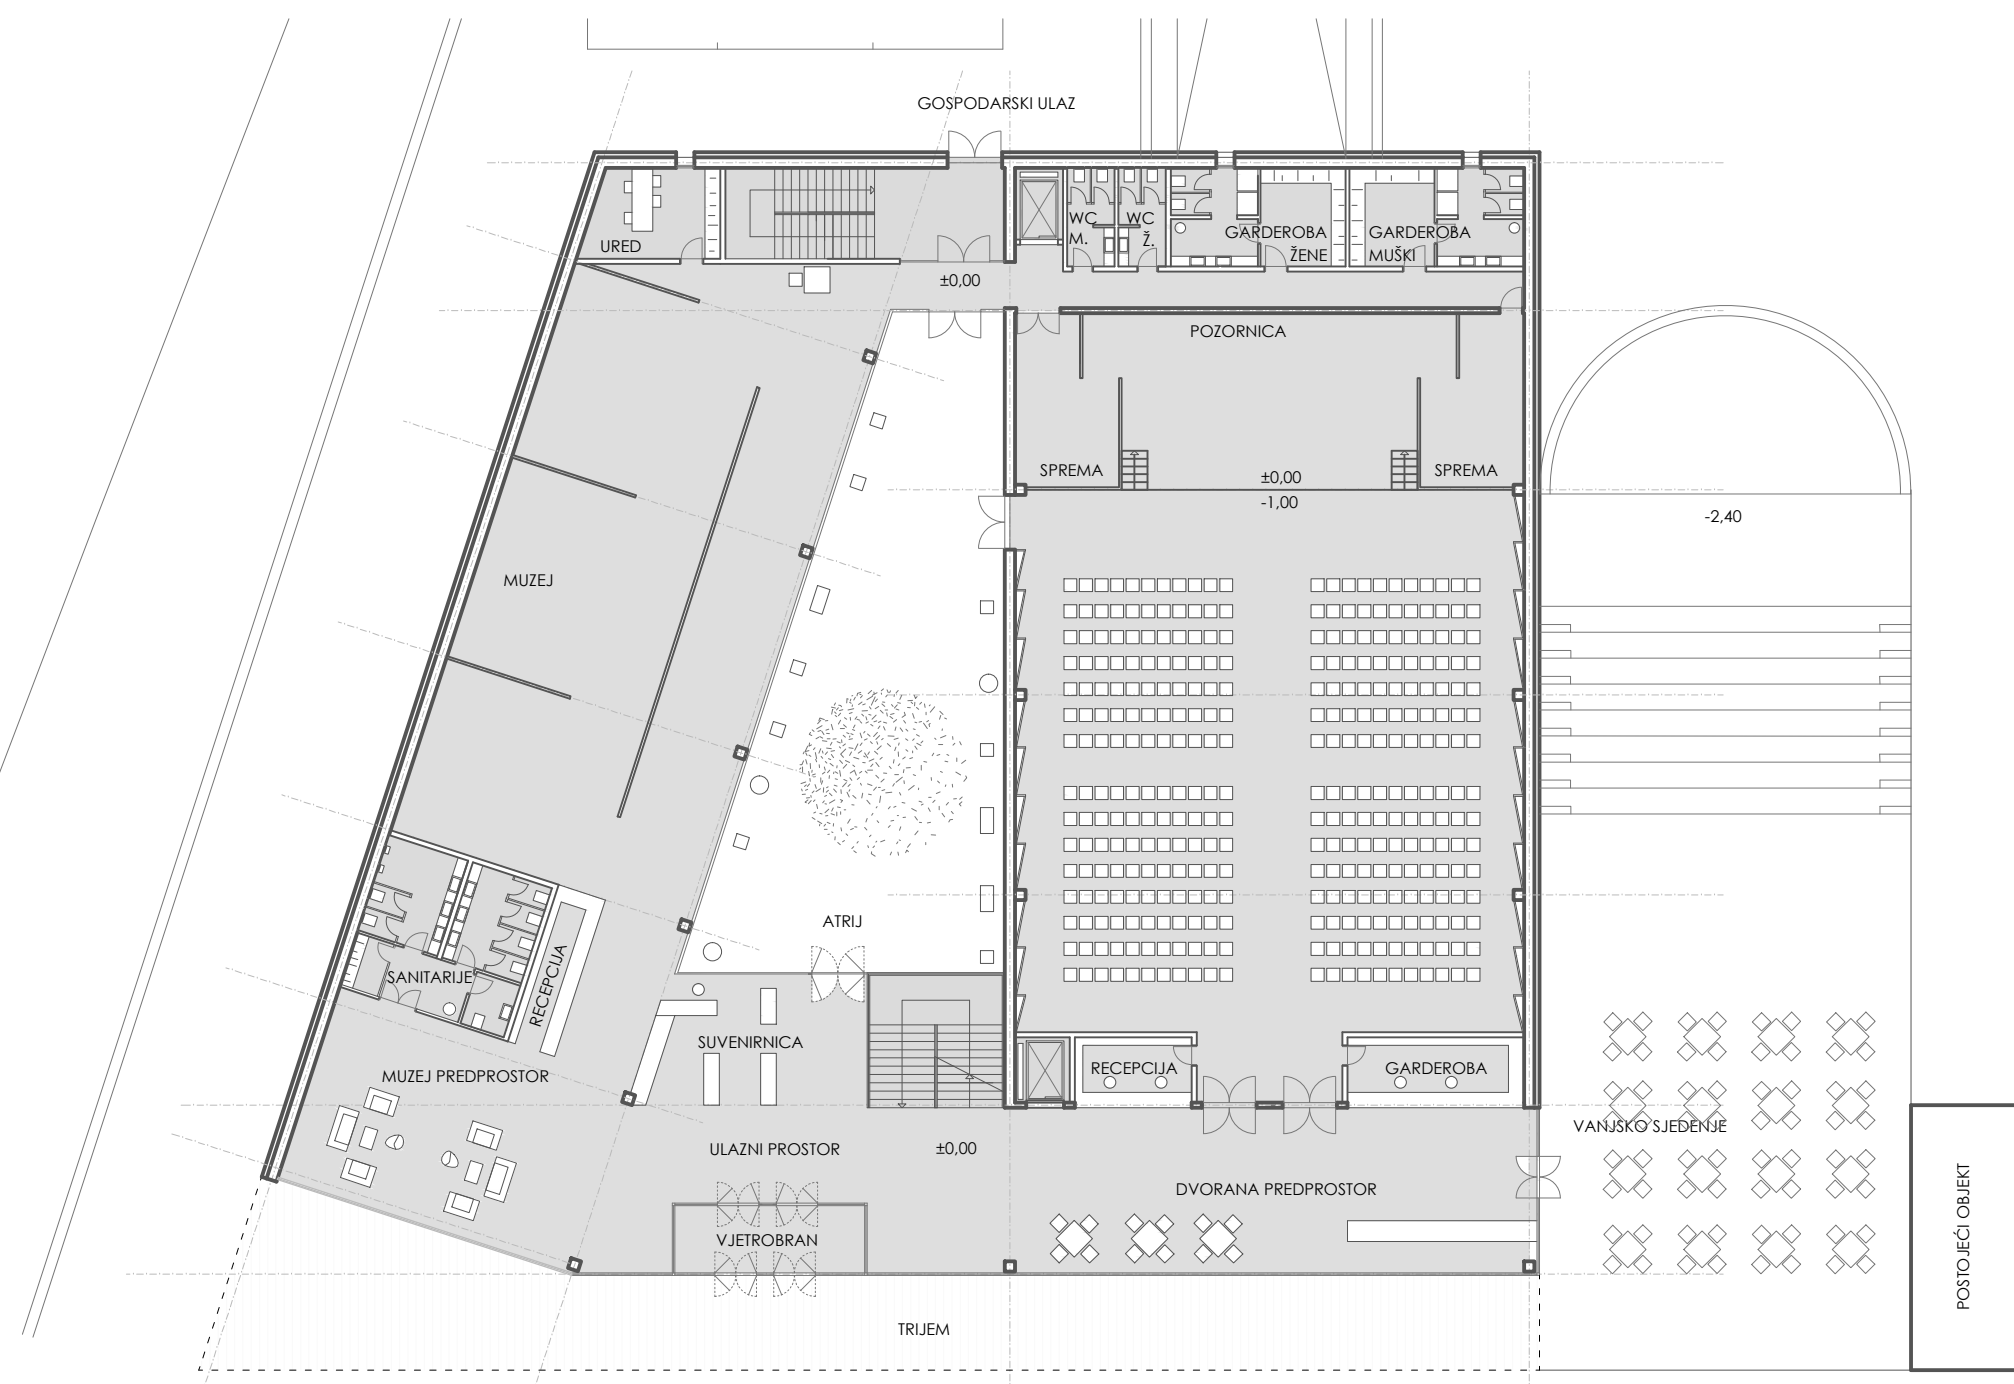 GOSPODARSKI ULAZ
URED
WC
M.
WC
Ž.
GARDEROBA
ŽENE
GARDEROBA
MUŠKI
±0,00
POZORNICA
SPREMA
±0,00
SPREMA
-1,00
-2,40
MUZEJ
ATRIJ
SANITARIJE
RECEPCIJA
SUVENIRNICA
RECEPCIJA
GARDEROBA
MUZEJ PREDPROSTOR
VANJSKO SJEDENJE
ULAZNI PROSTOR
±0,00
DVORANA PREDPROSTOR
VJETROBRAN
POSTOJEĆI OBJEKT
TRIJEM